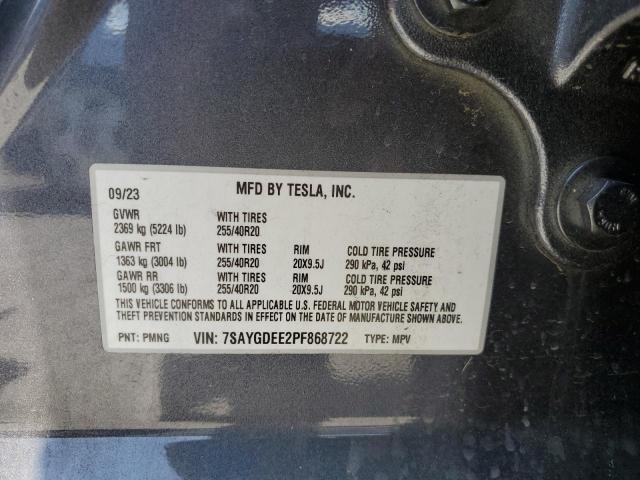 09/23 MFD BY TESLA, INC.
GVWR WITH TIRES
2369 kg (5224 lb) 255/40R20
GAWR FRT WITH TIRES RIM COLD TIRE PRESSURE
1363 kg (3004 lb) 255/40R20 20X9.5J 290 kPa, 42 psi
GAWR RR WITH TIRES RIM COLD TIRE PRESSURE
1500 kg (3306 lb) 255/40R20 20X9.5J 290 kPa, 42 psi
THIS VEHICLE CONFORMS TO ALL APPLICABLE U.S. FEDERAL MOTOR VEHICLE SAFETY AND
THEFT PREVENTION STANDARDS IN EFFECT ON THE DATE OF MANUFACTURE SHOWN ABOVE.
PNT: PMNG VIN: 7SAYGDEE2PF868722 TYPE: MPV